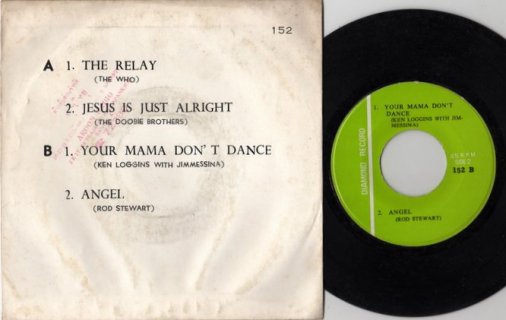 152
A 1. THE RELAY
(THE WHO)
2. JESUS IS JUST ALRIGHT
(THE DOOBIE BROTHERS)
B 1. YOUR MAMA DON'T DANCE
(KEN LOGGINS WITH JIMMESSINA)
2. ANGEL
(ROD STEWART)
DIAMOND RECORD
1. YOUR MAMA DON'T
DANCE
(KEN LOGGINS WITH JIM-
MESSINA)
45 R.P.M
152 B
2. ANGEL
(ROD STEWART)